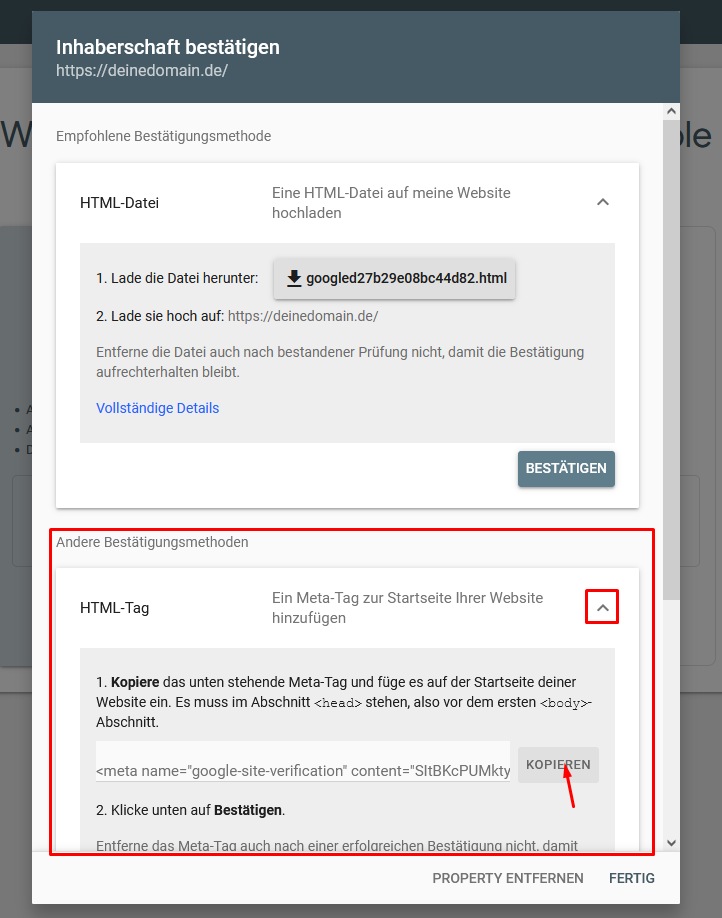 Inhaberschaft bestätigen
https://deinedomain.de/
Empfohlene Bestätigungsmethode
HTML-Datei
Eine HTML-Datei auf meine Website
hochladen
1. Lade die Datei herunter: googled27b29e08bc44d82.html
2. Lade sie hoch auf: https://deinedomain.de/
Entferne die Datei auch nach bestandener Prüfung nicht, damit die Bestätigung
aufrechterhalten bleibt.
Vollständige Details
BESTÄTIGEN
Andere Bestätigungsmethoden
HTML-Tag
Ein Meta-Tag zur Startseite Ihrer Website
hinzufügen
1. Kopiere das unten stehende Meta-Tag und füge es auf der Startseite deiner
Website ein. Es muss im Abschnitt <head> stehen, also vor dem ersten <body>-
Abschnitt.
<meta name="google-site-verification" content="SItBKcPUMkty
KOPIEREN
2. Klicke unten auf Bestätigen.
Entferne das Meta-Tag auch nach einer erfolgreichen Bestätigung nicht, damit
PROPERTY ENTFERNEN
FERTIG